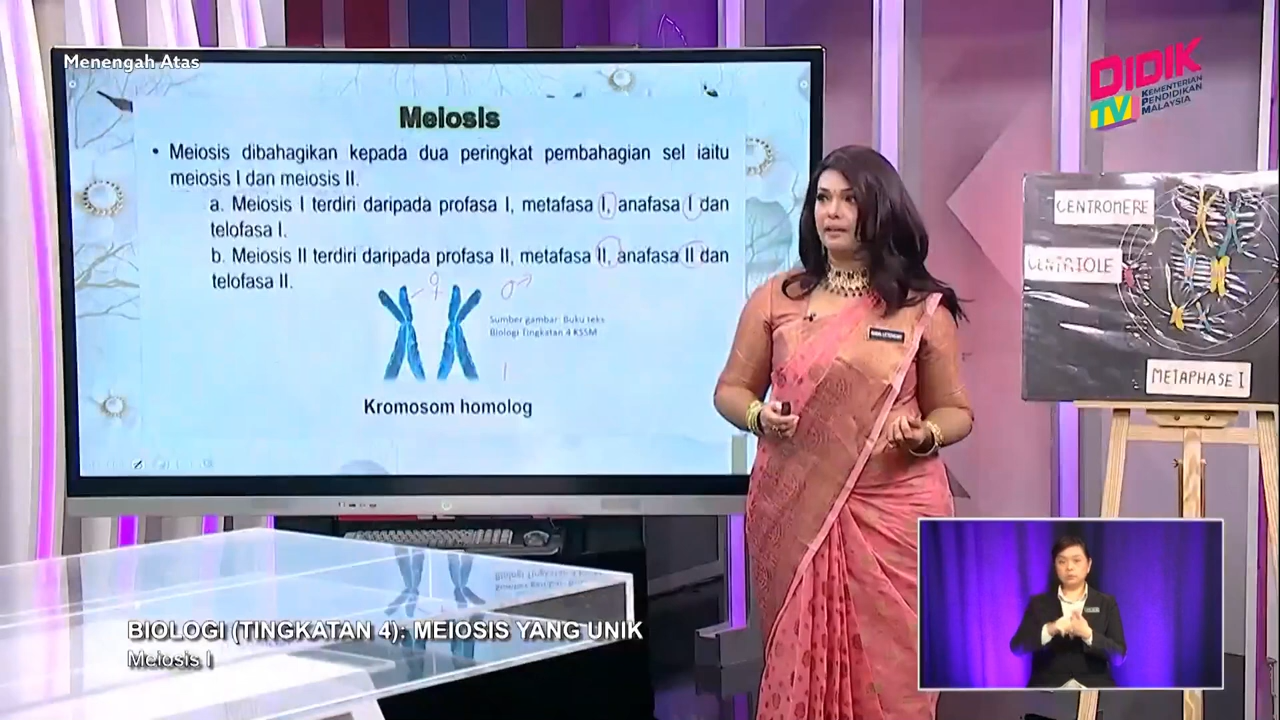 Menengah Atas
DIDIK
TV
KEMENTERIAN
PENDIDIKAN
MALAYSIA
Meiosis
• Meiosis dibahagikan kepada dua peringkat pembahagian sel iaitu
meiosis I dan meiosis II.
a. Meiosis I terdiri daripada profasa I, metafasa I, anafasa I dan
telofasa I.
b. Meiosis II terdiri daripada profasa II, metafasa II, anafasa II dan
telofasa II.
♀ ♂
Sumber gambar: Buku teks
Biologi Tingkatan 4 KSSM
Kromosom homolog
CENTROMERE
CENTRIOLE
METAPHASE I
BIOLOGI (TINGKATAN 4): MEIOSIS YANG UNIK
Meiosis I